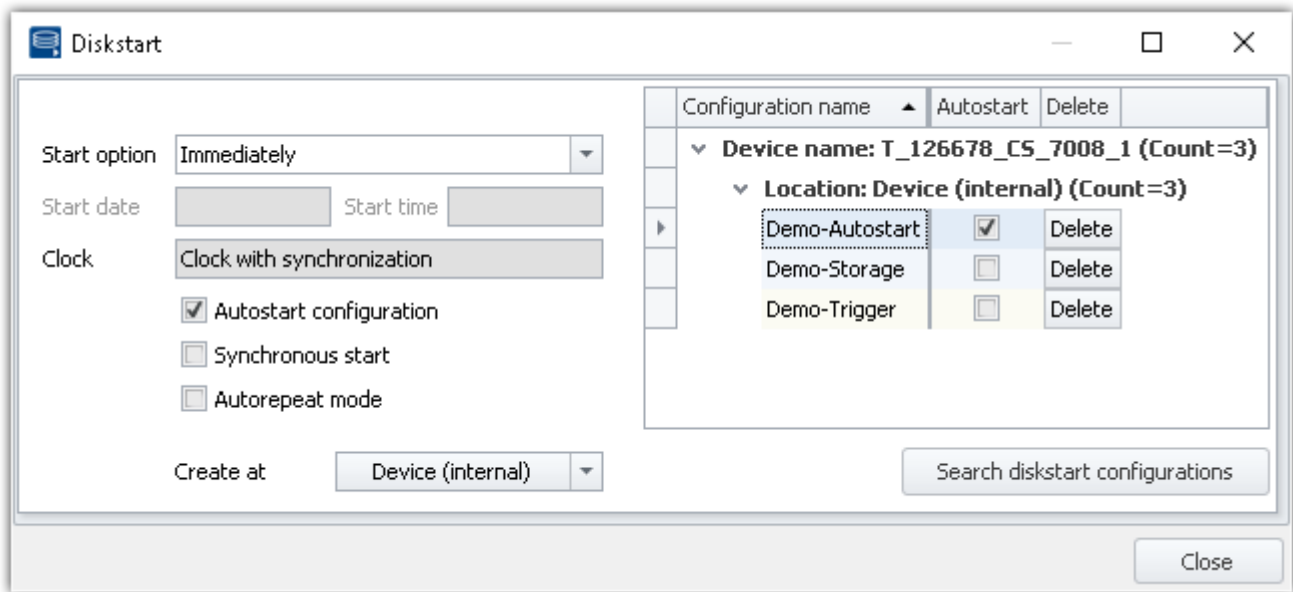 Diskstart
Start option Immediately
Start date Start time
Clock Clock with synchronization
Autostart configuration
Synchronous start
Autorepeat mode
Create at Device (internal)
Configuration name Autostart Delete
Device name: T_126678_CS_7008_1 (Count=3)
Location: Device (internal) (Count=3)
Demo-Autostart Delete
Demo-Storage Delete
Demo-Trigger Delete
Search diskstart configurations
Close